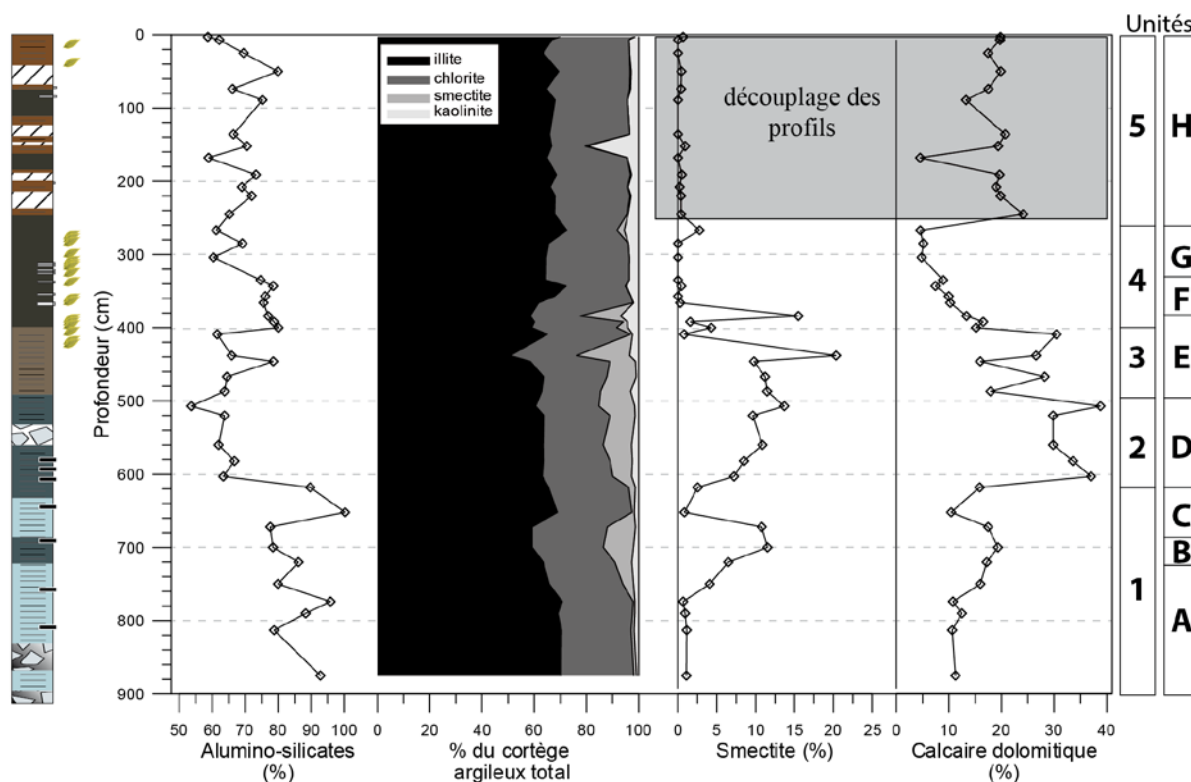 Unités
0
100
200
300
400
500
600
700
800
900
Profondeur (cm)
illite
chlorite
smectite
kaolinite
découplage des
profils
5
4
3
2
1
H
G
F
E
D
C
B
A
50 60 70 80 90 100
0 20 40 60 80 100
0 5 10 15 20 25
0 10 20 30 40
Alumino-silicates
(%)
% du cortège
argileux total
Smectite (%)
Calcaire dolomitique
(%)